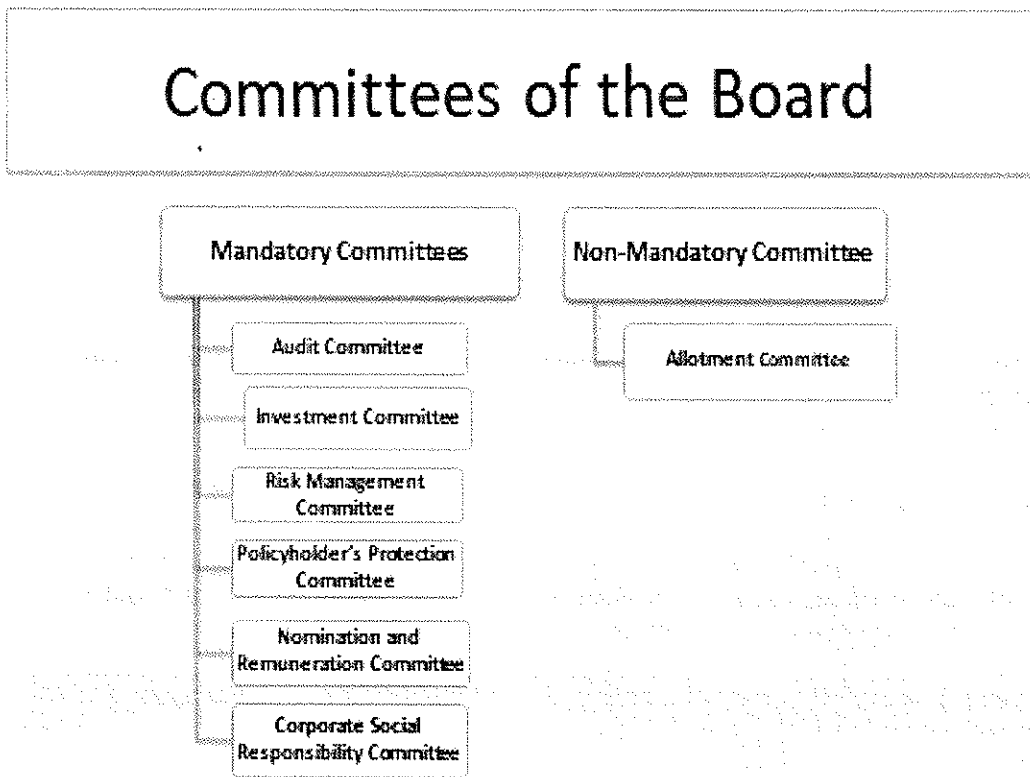 Committees of the Board
Mandatory Committees
Audit Committee
Investment Committee
Risk Management
Committee
Policyholder's Protection
Committee
Nomination and
Remuneration Committee
Corporate Social
Responsibility Committee
Non-Mandatory Committee
Allotment Committee